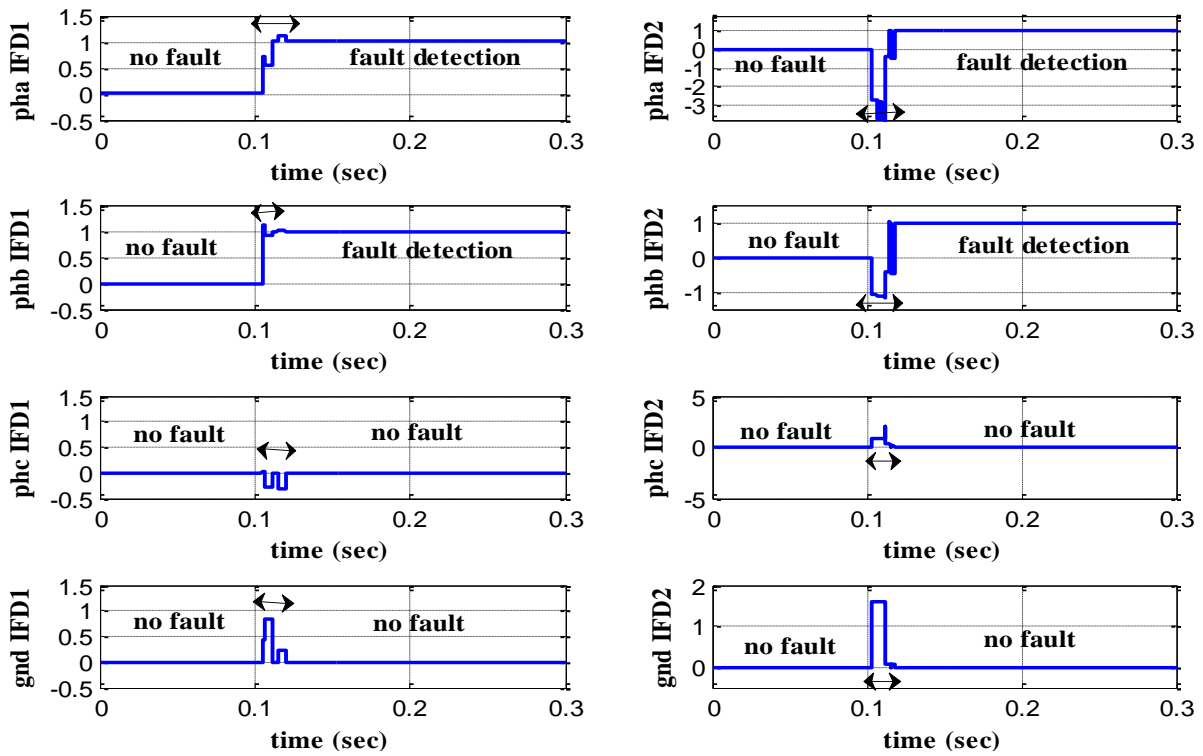 pha IFD1
1.5
1
0.5
0
-0.5
no fault
fault detection
0
0.1
0.2
0.3
time (sec)
pha IFD2
1
0
-1
-2
-3
no fault
fault detection
0
0.1
0.2
0.3
time (sec)
phb IFD1
1.5
1
0.5
0
-0.5
no fault
fault detection
0
0.1
0.2
0.3
time (sec)
phb IFD2
1
0
-1
no fault
fault detection
0
0.1
0.2
0.3
time (sec)
phc IFD1
1.5
1
0.5
0
-0.5
no fault
no fault
0
0.1
0.2
0.3
time (sec)
phc IFD2
5
0
-5
no fault
no fault
0
0.1
0.2
0.3
time (sec)
gnd IFD1
1.5
1
0.5
0
-0.5
no fault
no fault
0
0.1
0.2
0.3
time (sec)
gnd IFD2
2
1
0
no fault
no fault
0
0.1
0.2
0.3
time (sec)